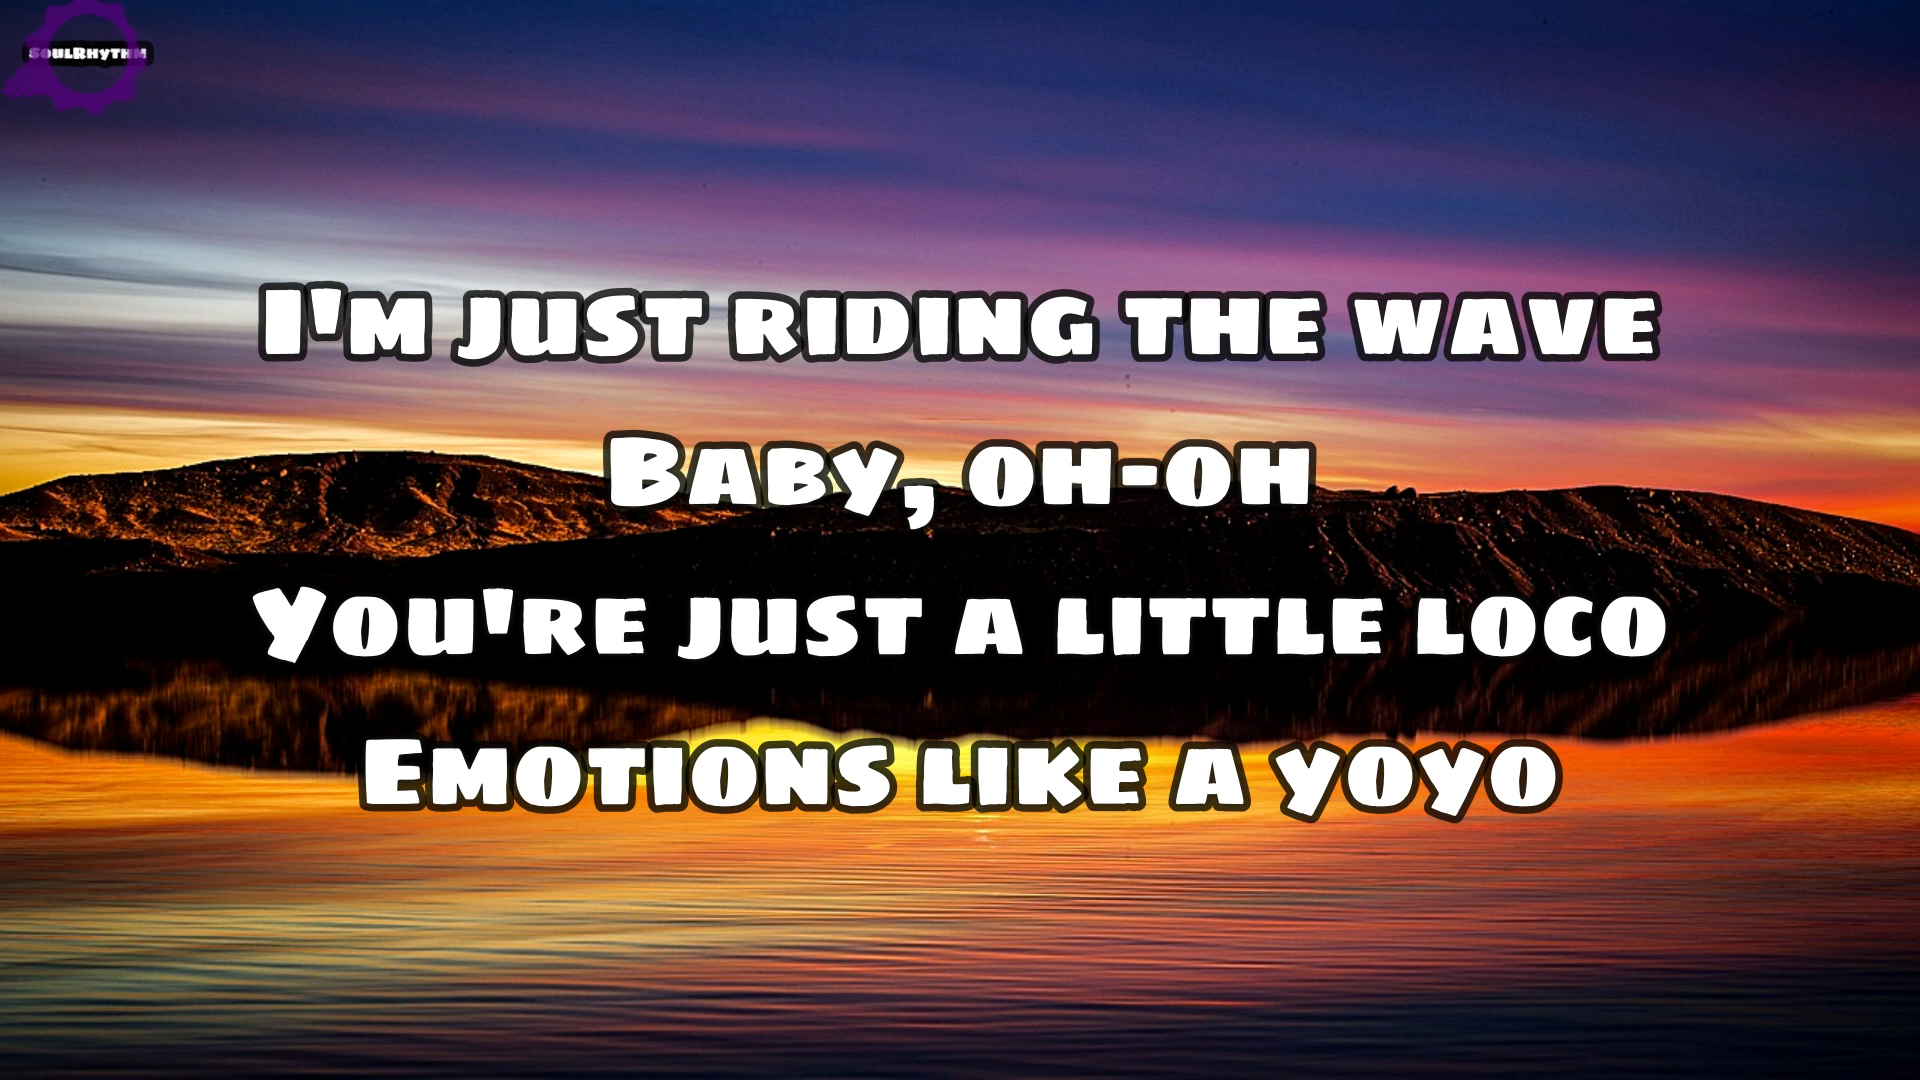 SoulRhythm
I'm just riding the wave
Baby, oh-oh
You're just a little loco
Emotions like a yoyo